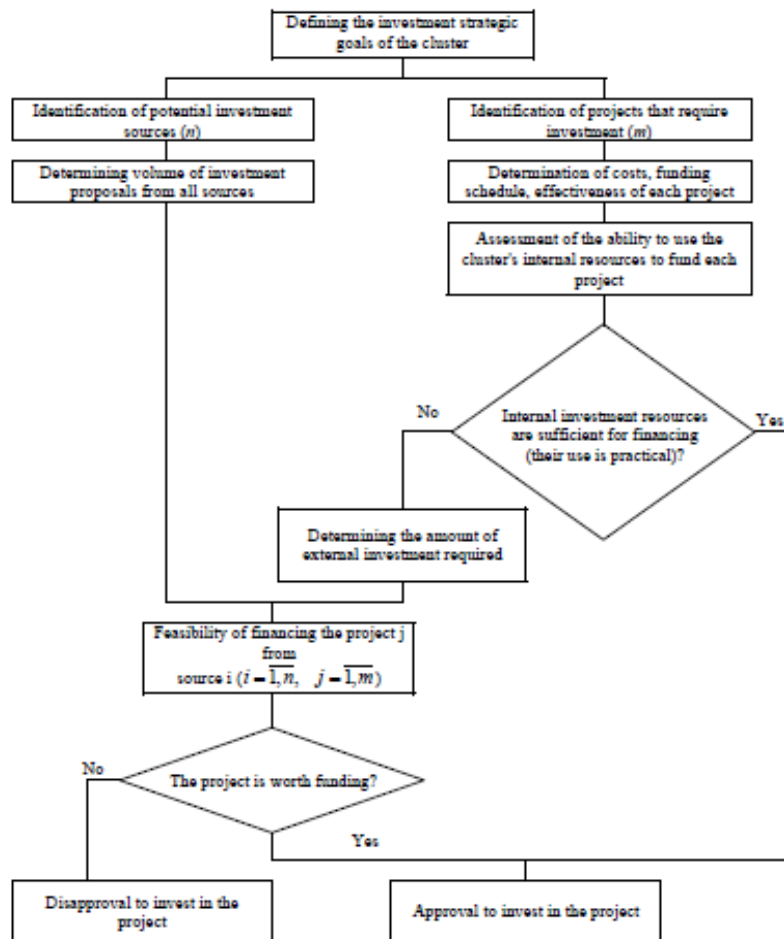 Defining the investment strategic
goals of the cluster
Identification of potential investment
sources (n)
Identification of projects that require
investment (m)
Determining volume of investment
proposals from all sources
Determination of costs, funding
schedule, effectiveness of each project
Assessment of the ability to use the
cluster's internal resources to fund each
project
No
Internal investment resources
are sufficient for financing
(their use is practical)?
Yes
Determining the amount of
external investment required
Feasibility of financing the project j
from
source i (i = 1,n, j = 1,m)
No
The project is worth funding?
Yes
Disapproval to invest in the
project
Approval to invest in the project